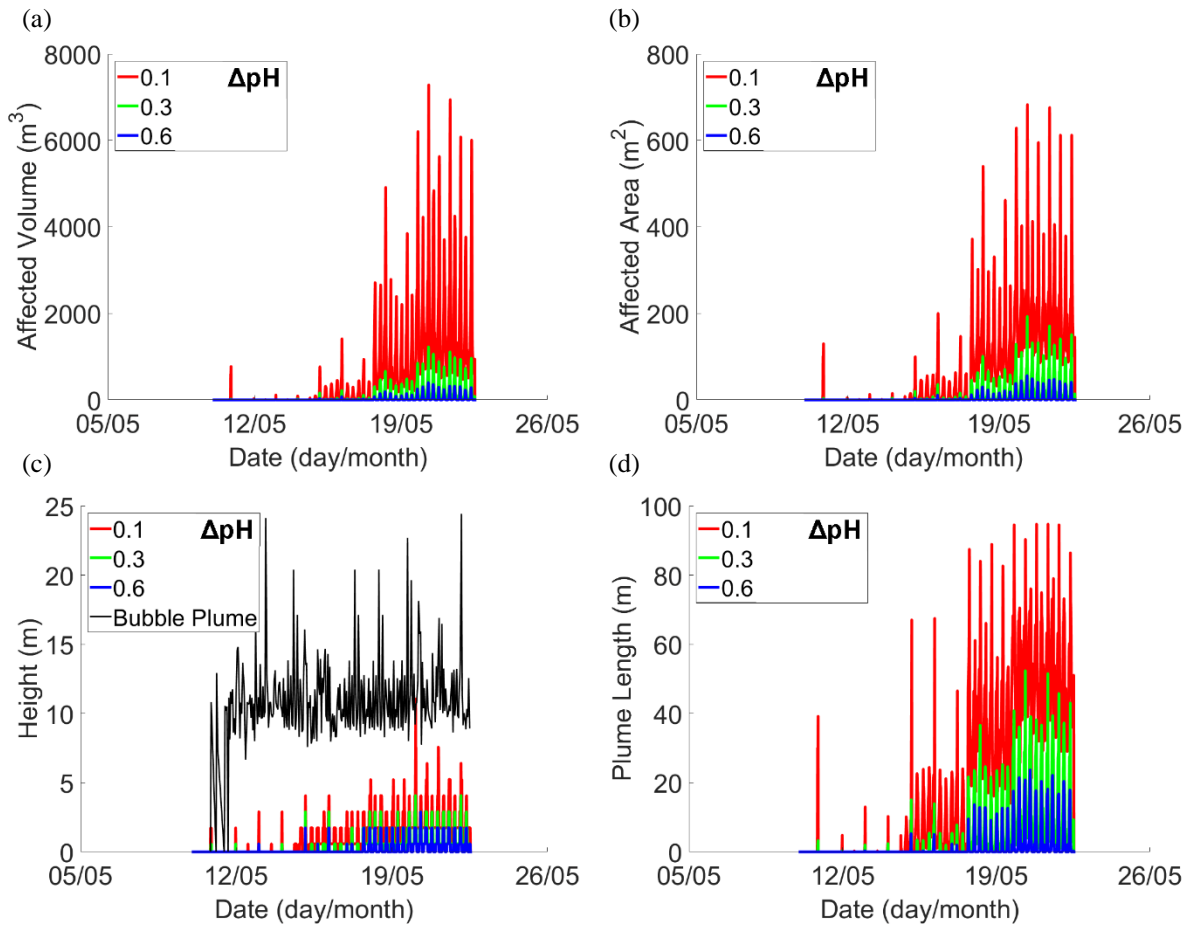 (a)
8000
6000
4000
2000
0
Affected Volume (m³)
ΔpH
0.1
0.3
0.6
05/05
12/05
19/05
26/05
Date (day/month)
(b)
800
600
400
200
0
Affected Area (m²)
ΔpH
0.1
0.3
0.6
05/05
12/05
19/05
26/05
Date (day/month)
(c)
25
20
15
10
5
0
Height (m)
ΔpH
0.1
0.3
0.6
Bubble Plume
05/05
12/05
19/05
26/05
Date (day/month)
(d)
100
80
60
40
20
0
Plume Length (m)
ΔpH
0.1
0.3
0.6
05/05
12/05
19/05
26/05
Date (day/month)